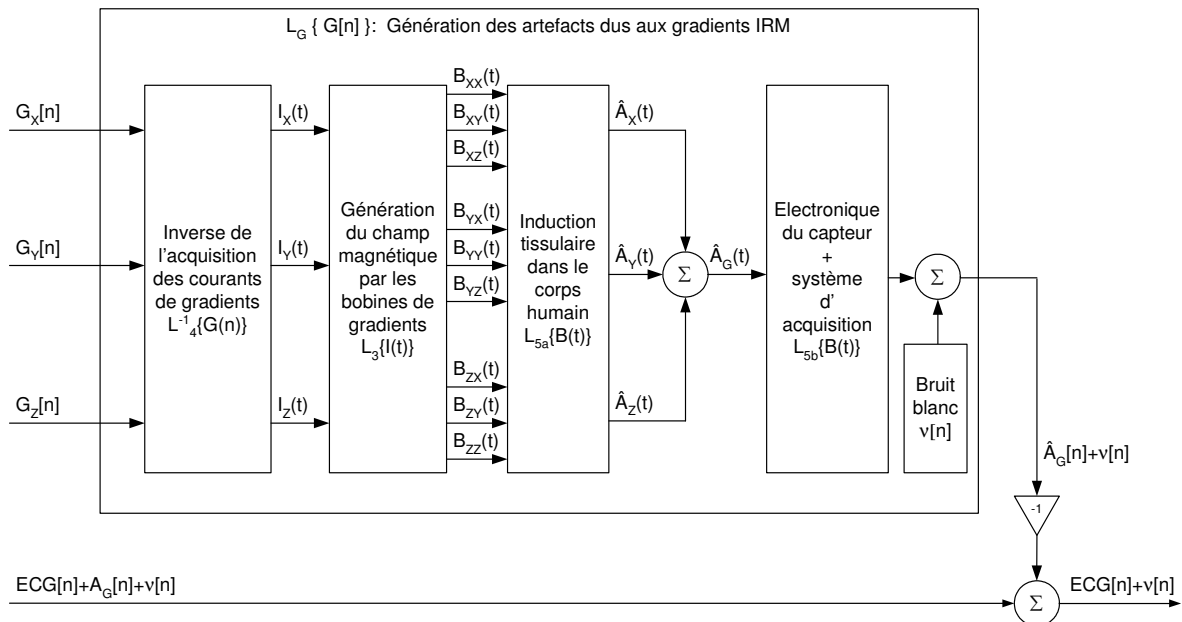 L_G { G[n] }: Génération des artefacts dus aux gradients IRM
G_X[n]
G_Y[n]
G_Z[n]
Inverse de
l'acquisition
des courants
de gradients
L^-1_4{G(n)}
I_X(t)
I_Y(t)
I_Z(t)
Génération
du champ
magnétique
par les
bobines de
gradients
L_3{I(t)}
B_XX(t)
B_XY(t)
B_XZ(t)
B_YX(t)
B_YY(t)
B_YZ(t)
B_ZX(t)
B_ZY(t)
B_ZZ(t)
Induction
tissulaire
dans le
corps
humain
L_5a{B(t)}
Â_X(t)
Â_Y(t)
Â_Z(t)
Σ
Â_G(t)
Electronique
du capteur
+
système
d'
acquisition
L_5b{B(t)}
Σ
Bruit
blanc
ν[n]
Â_G[n]+ν[n]
-1
ECG[n]+A_G[n]+ν[n]
Σ
ECG[n]+ν[n]